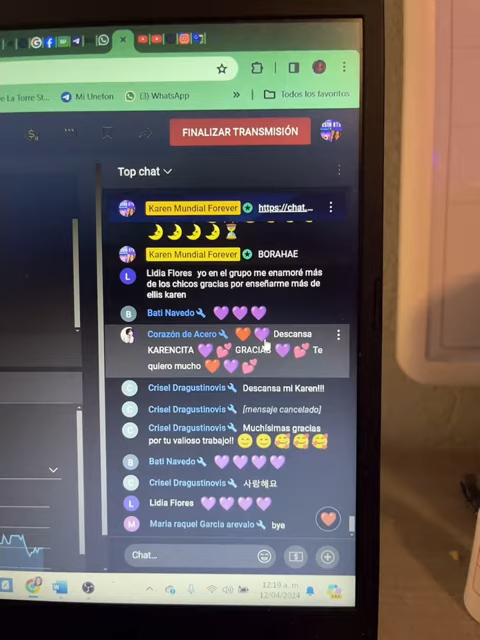 De La Torre St...
Mi Unefon
(3) WhatsApp
»
Todos los favoritos
FINALIZAR TRANSMISIÓN
Top chat
Karen Mundial Forever https://chat....
🌙🌙🌙🌙🌙⏳
Karen Mundial Forever BORAHAE
Lidia Flores yo en el grupo me enamoré más
de los chicos gracias por enseñarme más de
ellis karen
Bati Navedo 💜💜💜
Corazón de Acero ❤️💜 Descansa
KARENCITA 💜💕 GRACIAS 💜💕 Te
quiero mucho ❤️💜💕
Crisel Dragustinovis Descansa mi Karen!!!
Crisel Dragustinovis [mensaje cancelado]
Crisel Dragustinovis Muchísimas gracias
por tu valioso trabajo!! 😊😊🥰🥰🥰
Bati Navedo 💜💜💜💜
Crisel Dragustinovis 사랑해요
Lidia Flores 💜💜💜💜
Maria raquel Garcia arevalo bye
Chat...
12:19 a. m.
12/04/2024